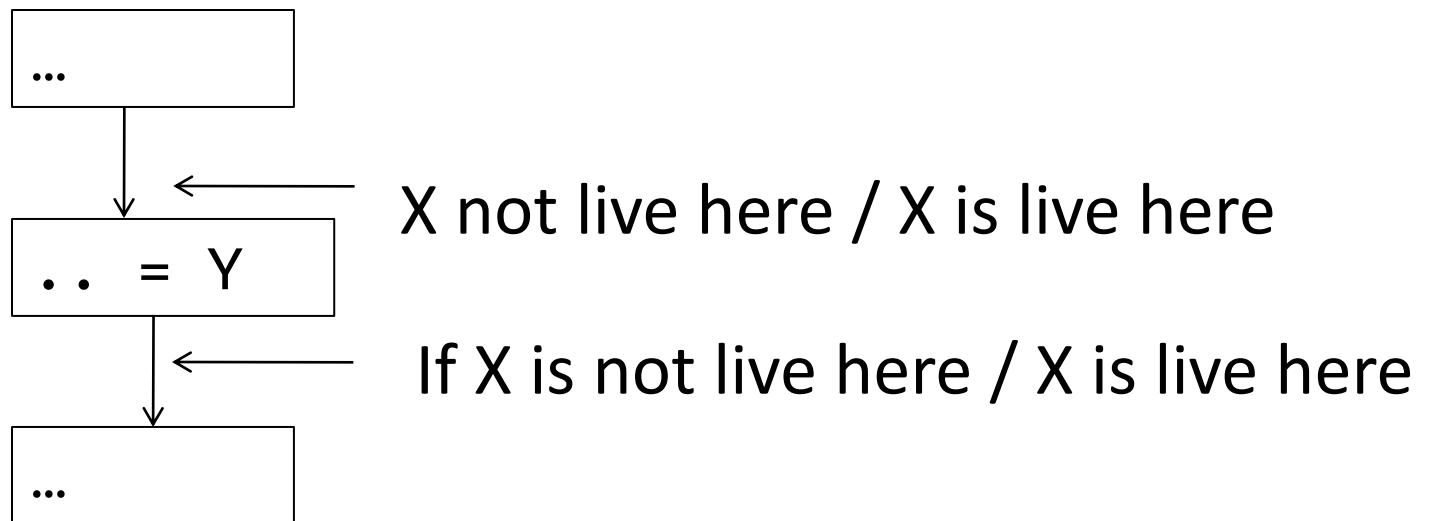 …
X not live here / X is live here
.. = Y
If X is not live here / X is live here
…